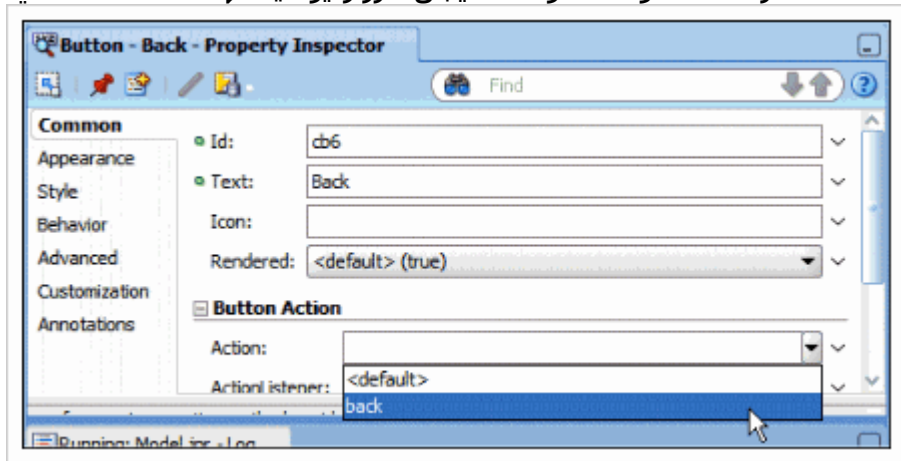 Button - Back - Property Inspector
Find
Common
Appearance
Style
Behavior
Advanced
Customization
Annotations
Id: cb6
Text: Back
Icon:
Rendered: <default> (true)
Button Action
Action:
<default>
back
ActionListener:
Running: Model.jpr - Log